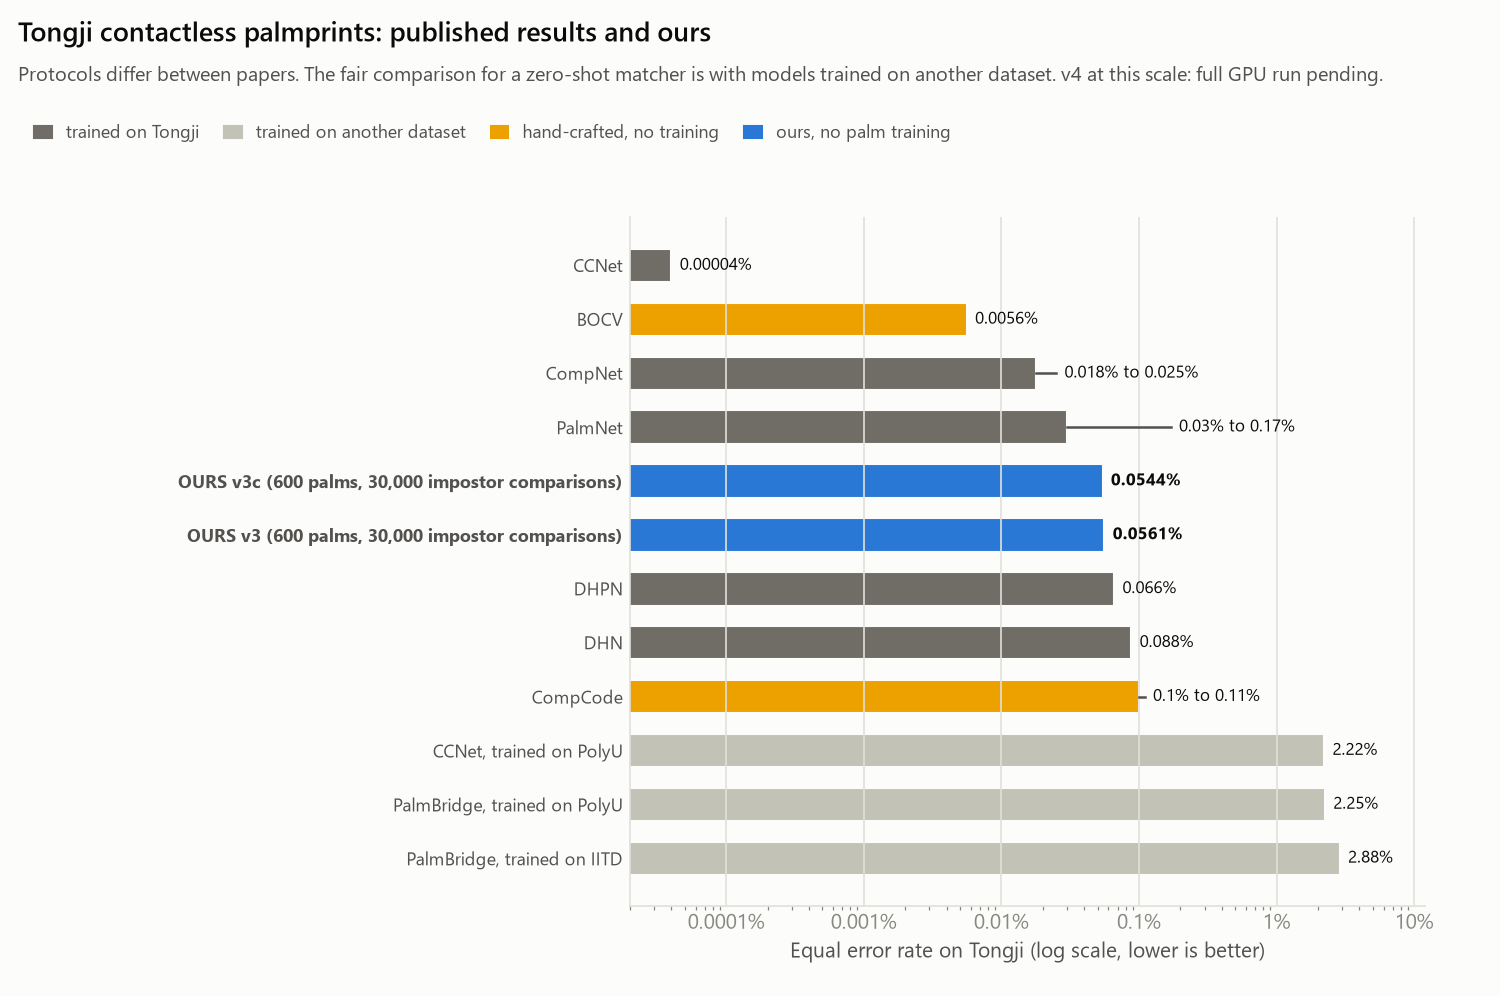 Tongji contactless palmprints: published results and ours
Protocols differ between papers. The fair comparison for a zero-shot matcher is with models trained on another dataset. v4 at this scale: full GPU run pending.
trained on Tongji
trained on another dataset
hand-crafted, no training
ours, no palm training
CCNet 0.00004%
BOCV 0.0056%
CompNet 0.018% to 0.025%
PalmNet 0.03% to 0.17%
OURS v3c (600 palms, 30,000 impostor comparisons) 0.0544%
OURS v3 (600 palms, 30,000 impostor comparisons) 0.0561%
DHPN 0.066%
DHN 0.088%
CompCode 0.1% to 0.11%
CCNet, trained on PolyU 2.22%
PalmBridge, trained on PolyU 2.25%
PalmBridge, trained on IITD 2.88%
0.0001% 0.001% 0.01% 0.1% 1% 10%
Equal error rate on Tongji (log scale, lower is better)